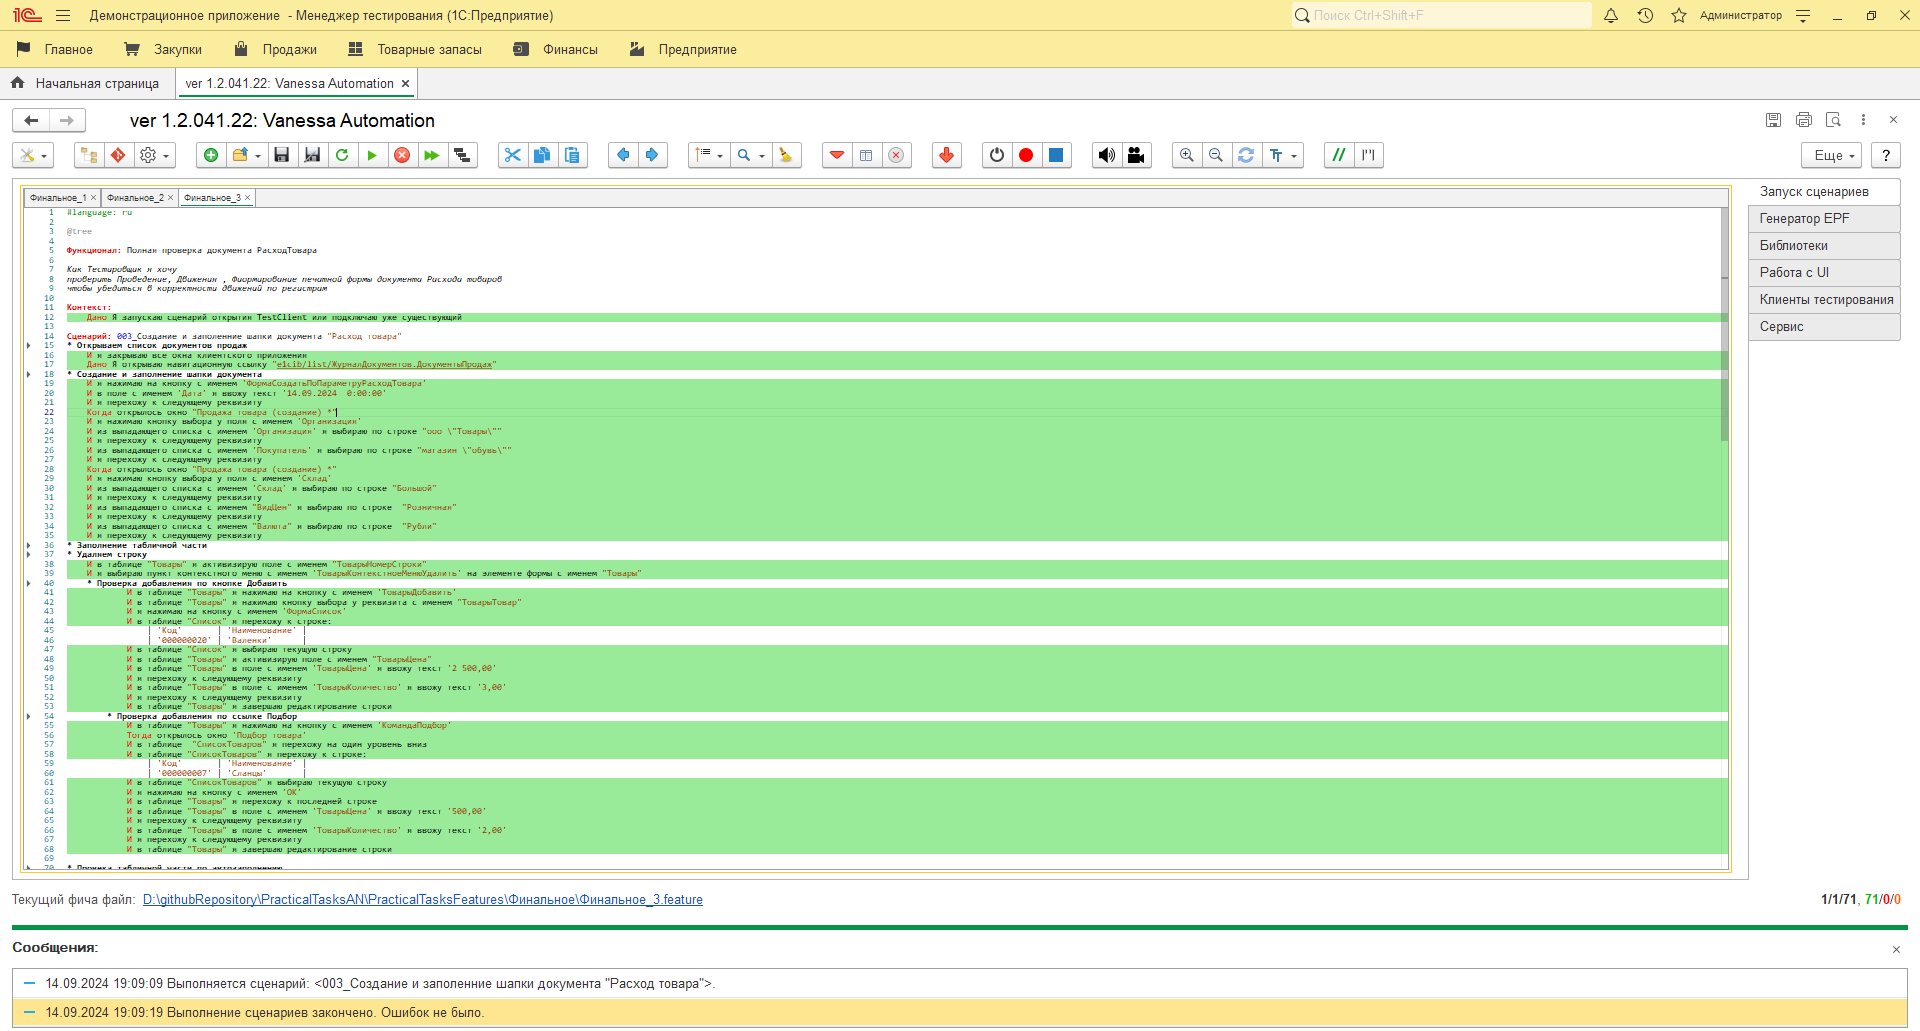 Демонстрационное приложение - Менеджер тестирования (1С:Предприятие)
Поиск Ctrl+Shift+F
Администратор
Главное Закупки Продажи Товарные запасы Финансы Предприятие
Начальная страница
ver 1.2.041.22: Vanessa Automation ×
ver 1.2.041.22: Vanessa Automation
Еще ?
Финальное_1 × Финальное_2 × Финальное_3 ×
Запуск сценариев
Генератор EPF
Библиотеки
Работа с UI
Клиенты тестирования
Сервис
1 #language: ru
2
3 @tree
4
5 Функционал: Полная проверка документа РасходТовара
6
7 Как Тестировщик я хочу
8 проверить Проведение, Движения , Формирование печатной формы документа Расхода товаров
9 чтобы убедиться в корректности движений по регистрам
10
11 Контекст:
12 Дано Я запускаю сценарий открытия TestClient или подключаю уже существующий
13
14 Сценарий: 003_Создание и заполенние шапки документа "Расход товара"
15 * Открываем список документов продаж
16 И я закрываю все окна клиентского приложения
17 Дано Я открываю навигационную ссылку "e1cib/list/ЖурналДокументов.ДокументыПродаж"
18 * Создание и заполнение шапки документа
19 И я нажимаю на кнопку с именем 'ФормаСоздатьПоПараметруРасходТовара'
20 И в поле с именем 'Дата' я ввожу текст '14.09.2024  0:00:00'
21 И я перехожу к следующему реквизиту
22 Когда открылось окно "Продажа товара (создание) *"
23 И я нажимаю кнопку выбора у поля с именем 'Организация'
24 И из выпадающего списка с именем 'Организация' я выбираю по строке "ооо \"Товары\""
25 И я перехожу к следующему реквизиту
26 И из выпадающего списка с именем 'Покупатель' я выбираю по строке "магазин \"обувь\""
27 И я перехожу к следующему реквизиту
28 Когда открылось окно "Продажа товара (создание) *"
29 И я нажимаю кнопку выбора у поля с именем 'Склад'
30 И из выпадающего списка с именем 'Склад' я выбираю по строке "Большой"
31 И я перехожу к следующему реквизиту
32 И из выпадающего списка с именем "ВидЦен" я выбираю по строке  "Розничная"
33 И я перехожу к следующему реквизиту
34 И из выпадающего списка с именем "Валюта" я выбираю по строке  "Рубли"
35 И я перехожу к следующему реквизиту
36 * Заполнение табличной части
37 * Удаляем строку
38 И в таблице "Товары" я активизирую поле с именем "ТоварыНомерСтроки"
39 И я выбираю пункт контекстного меню с именем 'ТоварыКонтекстноеМенюУдалить' на элементе формы с именем "Товары"
40 * Проверка добавления по кнопке Добавить
41 И в таблице "Товары" я нажимаю на кнопку с именем 'ТоварыДобавить'
42 И в таблице "Товары" я нажимаю кнопку выбора у реквизита с именем "ТоварыТовар"
43 И я нажимаю на кнопку с именем 'ФормаСписок'
44 И в таблице "Список" я перехожу к строке:
45 | 'Код' | 'Наименование' |
46 | '000000020' | 'Валенки' |
47 И в таблице "Список" я выбираю текущую строку
48 И в таблице "Товары" я активизирую поле с именем "ТоварыЦена"
49 И в таблице "Товары" в поле с именем 'ТоварыЦена' я ввожу текст '2 500,00'
50 И я перехожу к следующему реквизиту
51 И в таблице "Товары" в поле с именем 'ТоварыКоличество' я ввожу текст '3,00'
52 И я перехожу к следующему реквизиту
53 И в таблице "Товары" я завершаю редактирование строки
54 * Проверка добавления по ссылке Подбор
55 И в таблице "Товары" я нажимаю на кнопку с именем 'КомандаПодбор'
56 Тогда открылось окно 'Подбор товара'
57 И в таблице  "СписокТоваров" я перехожу на один уровень вниз
58 И в таблице "СписокТоваров" я перехожу к строке:
59 | 'Код' | 'Наименование' |
60 | '000000007' | 'Сланцы' |
61 И в таблице "СписокТоваров" я выбираю текущую строку
62 И я нажимаю на кнопку с именем 'ОК'
63 И в таблице "Товары" я перехожу к последней строке
64 И в таблице "Товары" в поле с именем 'ТоварыЦена' я ввожу текст '500,00'
65 И я перехожу к следующему реквизиту
66 И в таблице "Товары" в поле с именем 'ТоварыКоличество' я ввожу текст '2,00'
67 И я перехожу к следующему реквизиту
68 И в таблице "Товары" я завершаю редактирование строки
69
70 * табличной части по автозаполнению
Текущий фича файл: D:\githubRepository\PracticalTasksAN\PracticalTasksFeatures\Финальное\Финальное_3.feature
1/1/71, 71/0/0
Сообщения:
14.09.2024 19:09:09 Выполняется сценарий: <003_Создание и заполенние шапки документа "Расход товара">.
14.09.2024 19:09:19 Выполнение сценариев закончено. Ошибок не было.